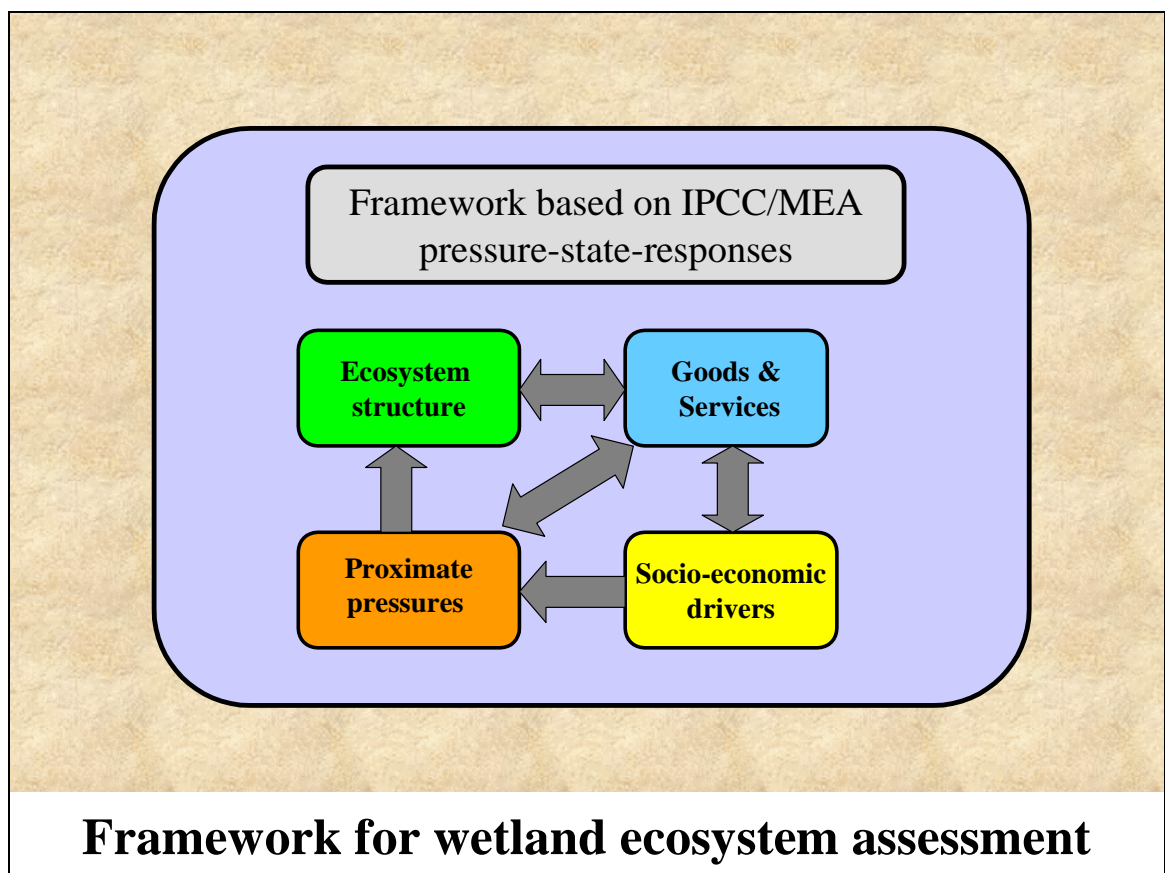 Framework based on IPCC/MEA
pressure-state-responses
Ecosystem
structure
Goods &
Services
Proximate
pressures
Socio-economic
drivers
Framework for wetland ecosystem assessment